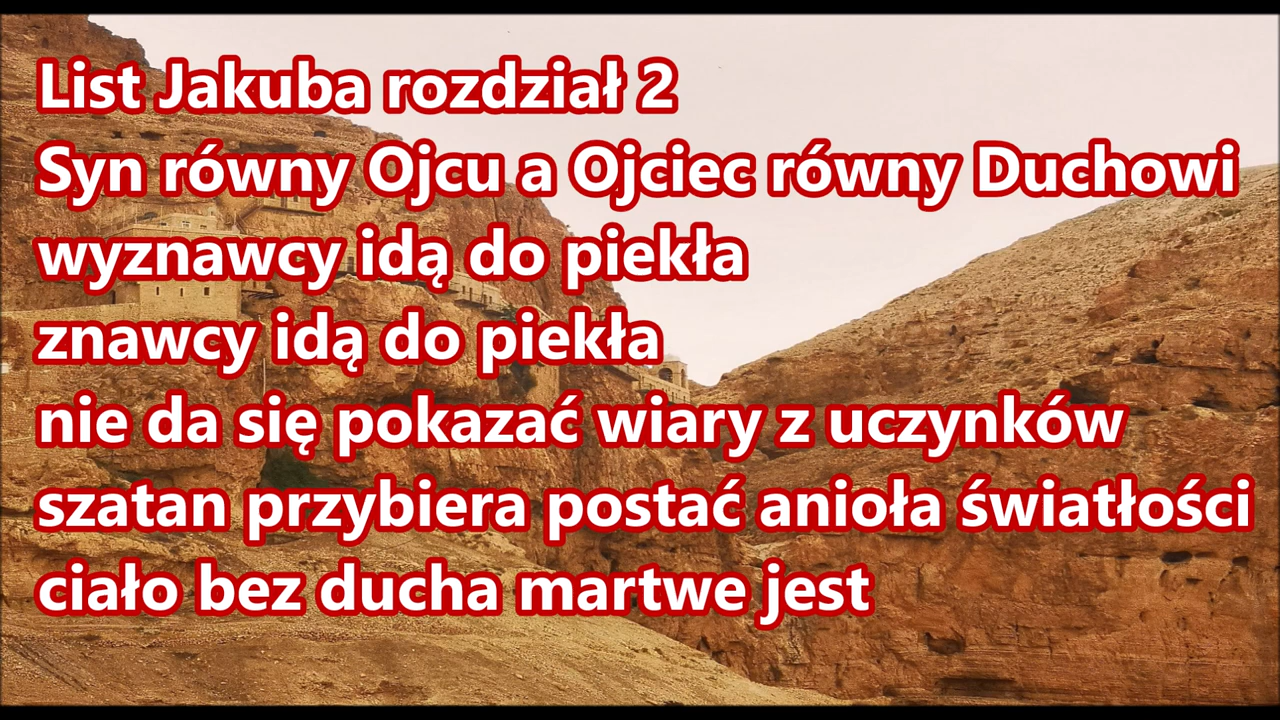 List Jakuba rozdział 2
Syn równy Ojcu a Ojciec równy Duchowi
wyznawcy idą do piekła
znawcy idą do piekła
nie da się pokazać wiary z uczynków
szatan przybiera postać anioła światłości
ciało bez ducha martwe jest